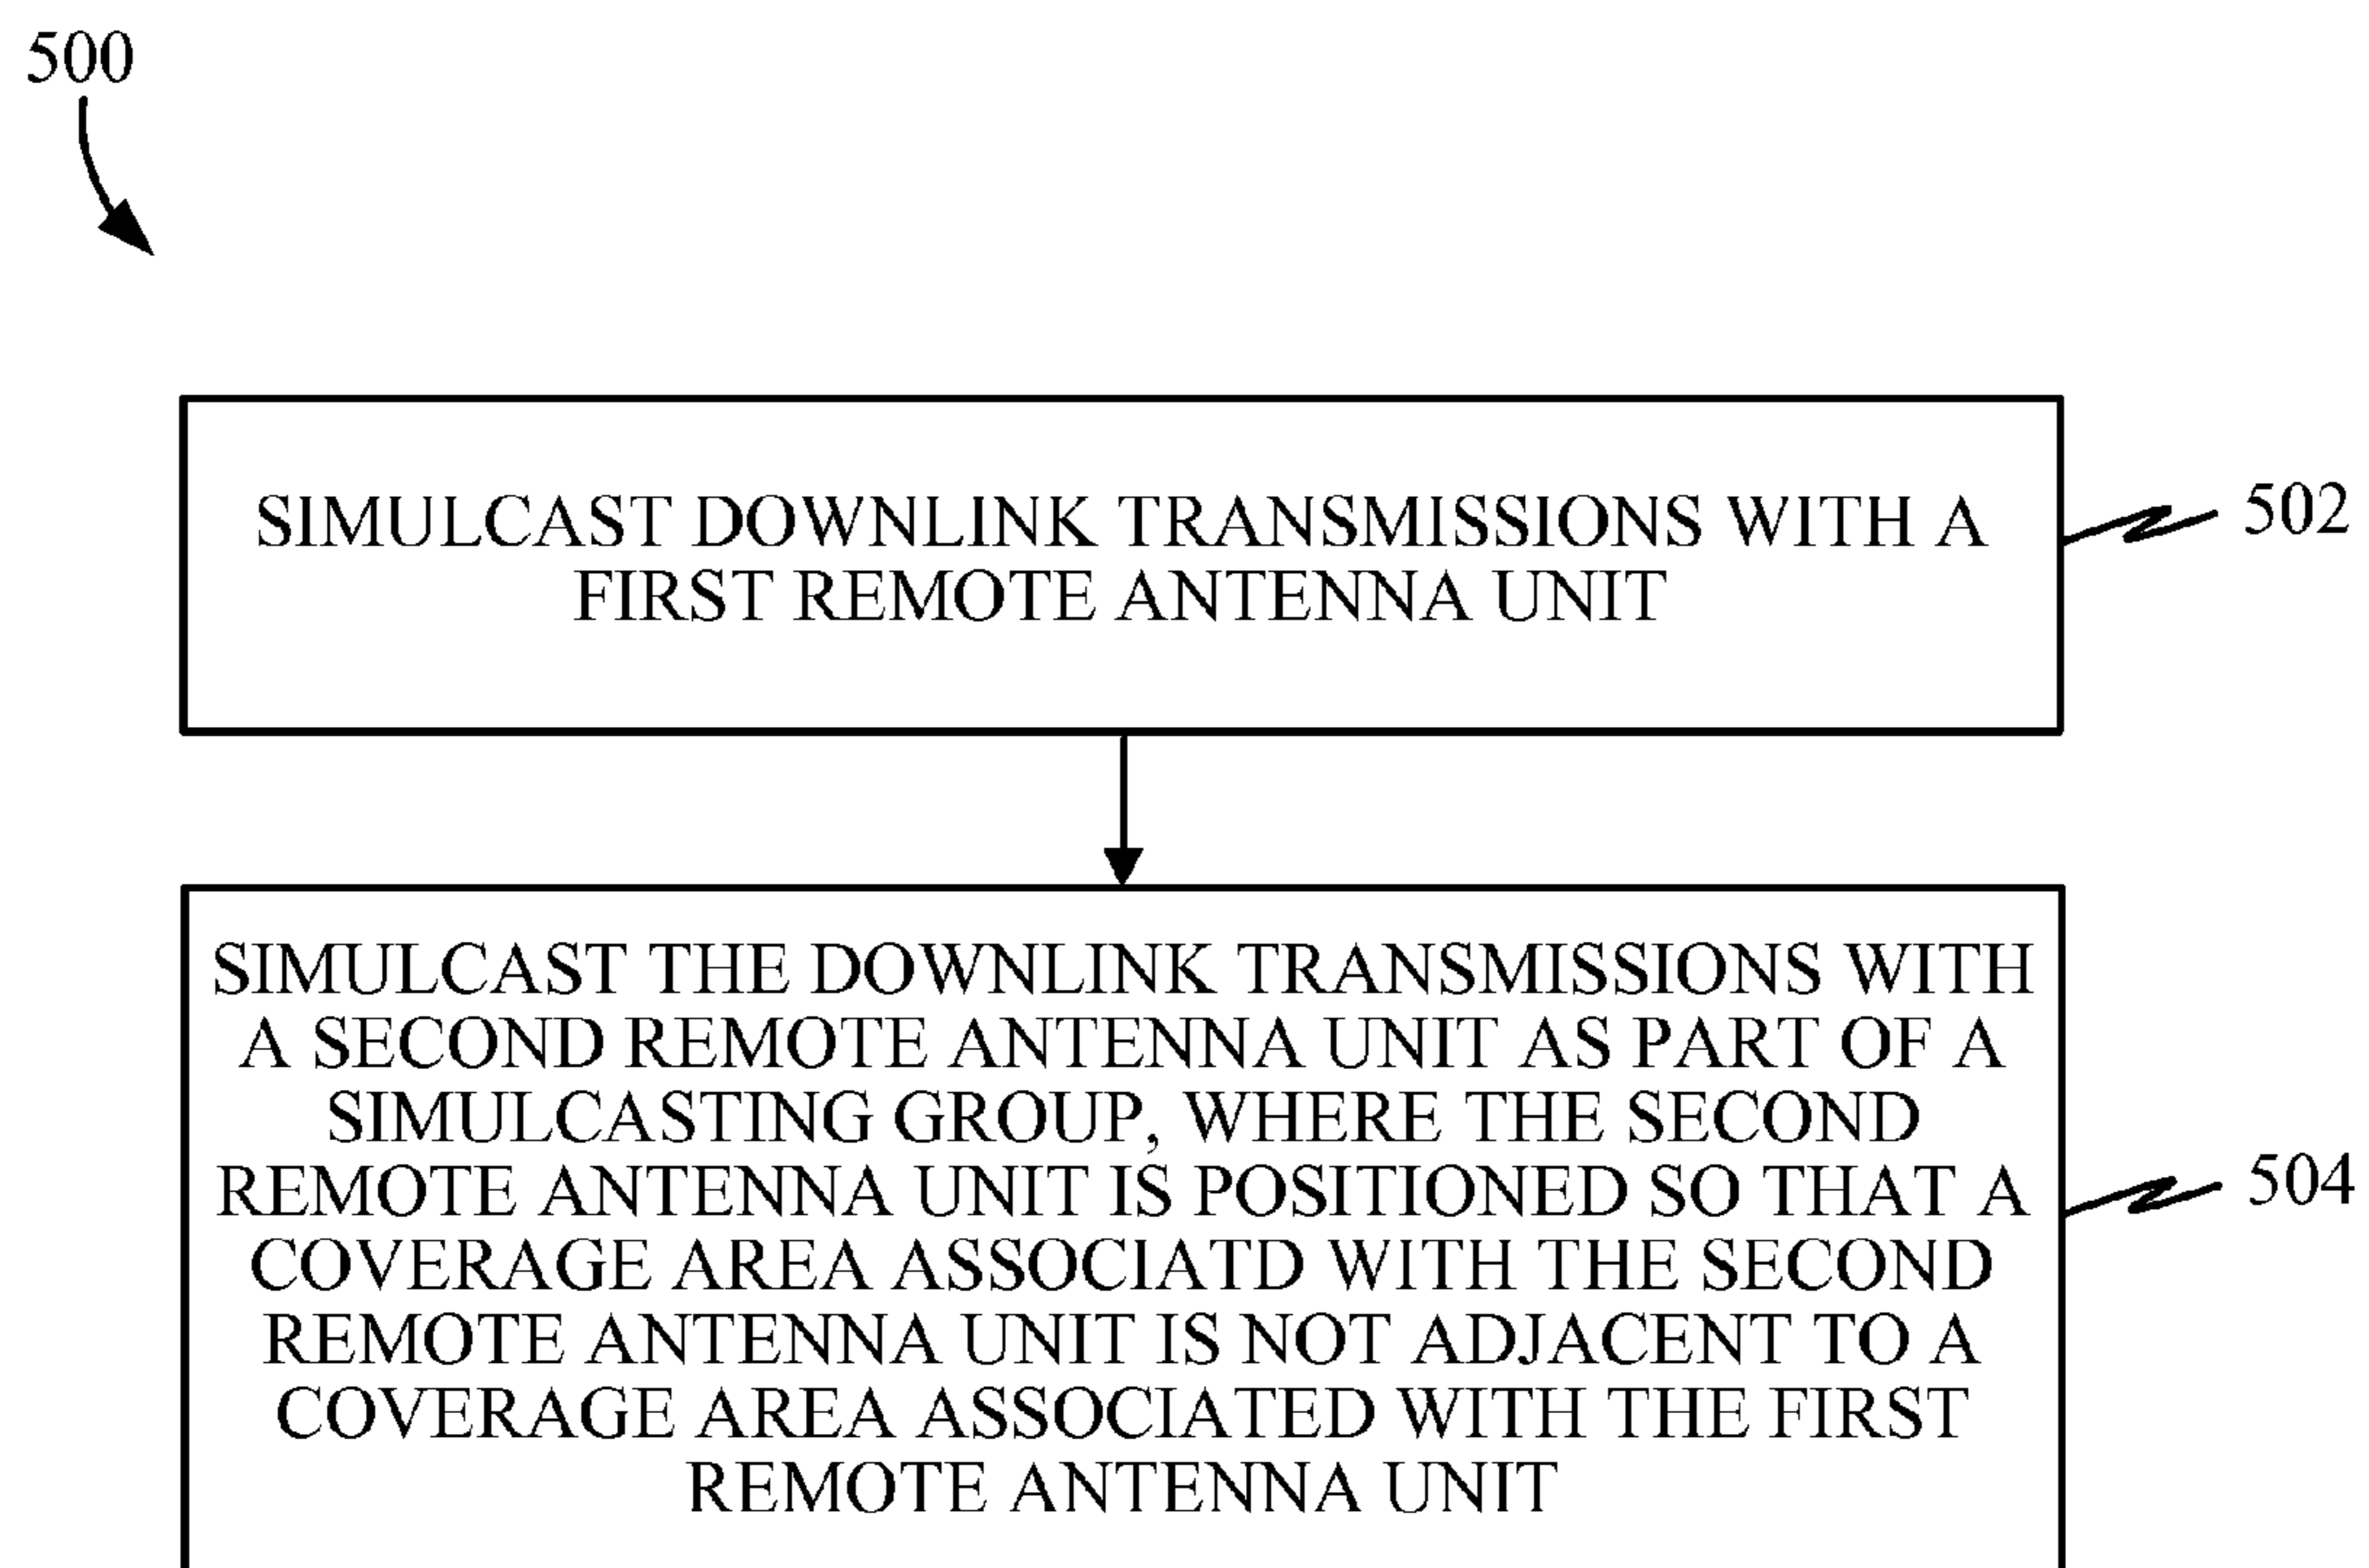 500
SIMULCAST DOWNLINK TRANSMISSIONS WITH A
FIRST REMOTE ANTENNA UNIT
502
SIMULCAST THE DOWNLINK TRANSMISSIONS WITH
A SECOND REMOTE ANTENNA UNIT AS PART OF A
SIMULCASTING GROUP, WHERE THE SECOND
REMOTE ANTENNA UNIT IS POSITIONED SO THAT A
COVERAGE AREA ASSOCIATD WITH THE SECOND
REMOTE ANTENNA UNIT IS NOT ADJACENT TO A
COVERAGE AREA ASSOCIATED WITH THE FIRST
REMOTE ANTENNA UNIT
504